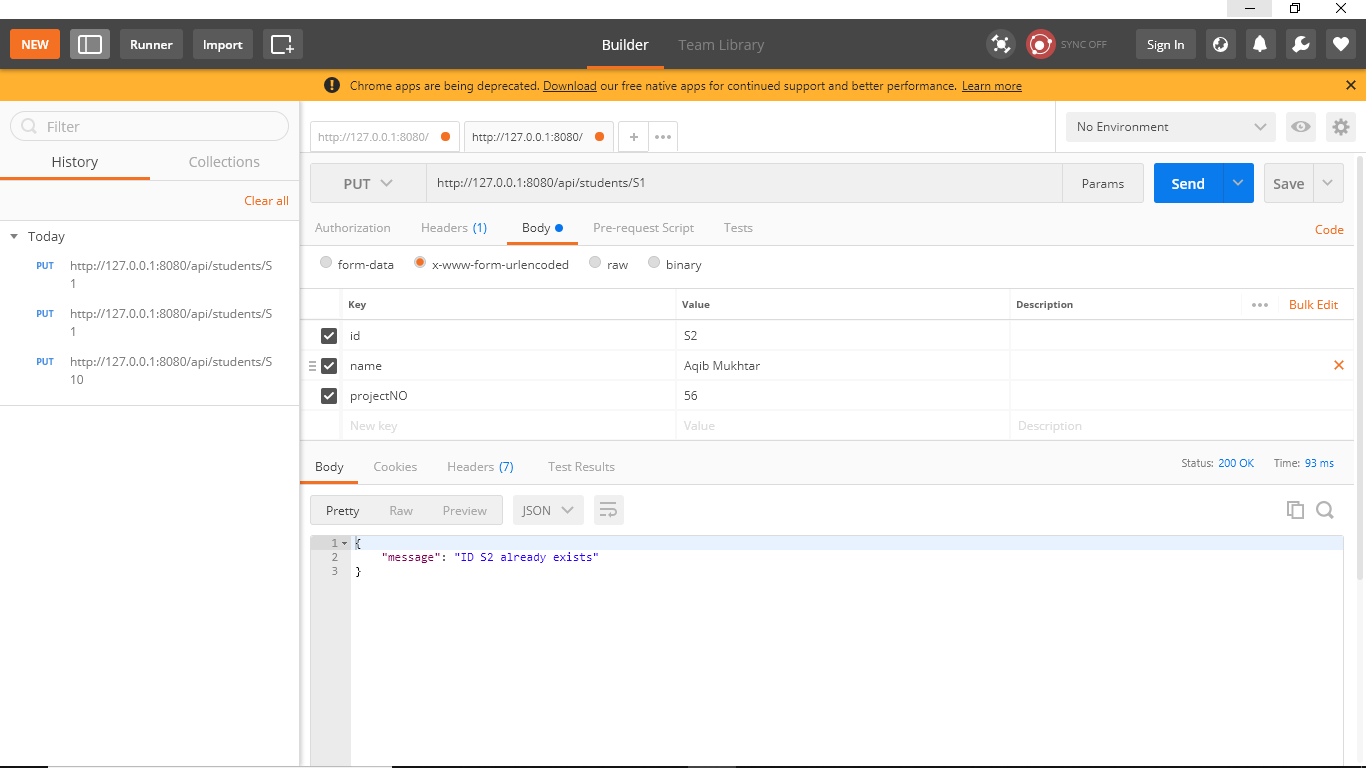 NEW Runner Import Builder Team Library SYNC OFF Sign In
Chrome apps are being deprecated. Download our free native apps for continued support and better performance. Learn more
Filter
History Collections
Clear all
Today
PUT http://127.0.0.1:8080/api/students/S
1
PUT http://127.0.0.1:8080/api/students/S
1
PUT http://127.0.0.1:8080/api/students/S
10
http://127.0.0.1:8080/ http://127.0.0.1:8080/ No Environment
PUT http://127.0.0.1:8080/api/students/S1 Params Send Save
Authorization Headers (1) Body Pre-request Script Tests Code
form-data x-www-form-urlencoded raw binary
Key Value Description Bulk Edit
id S2
name Aqib Mukhtar
projectNO 56
New key Value Description
Body Cookies Headers (7) Test Results Status: 200 OK Time: 93 ms
Pretty Raw Preview JSON
1 {
2 "message": "ID S2 already exists"
3 }